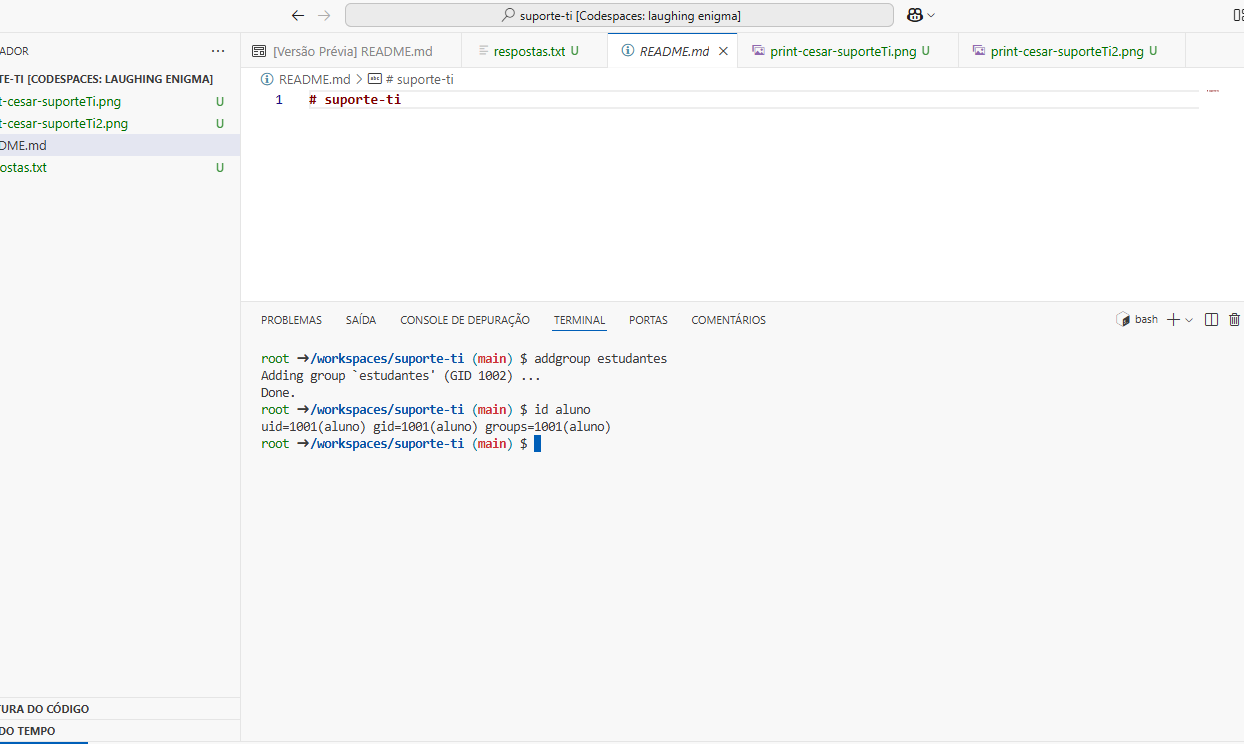 suporte-ti [Codespaces: laughing enigma]
ADOR
···
[Versão Prévia] README.md
respostas.txt U
README.md
print-cesar-suporteTi.png U
print-cesar-suporteTi2.png U
TE-TI [CODESPACES: LAUGHING ENIGMA]
README.md > # suporte-ti
t-cesar-suporteTi.png U
1 # suporte-ti
t-cesar-suporteTi2.png U
DME.md
ostas.txt U
PROBLEMAS SAÍDA CONSOLE DE DEPURAÇÃO TERMINAL PORTAS COMENTÁRIOS
bash
root ➜/workspaces/suporte-ti (main) $ addgroup estudantes
Adding group `estudantes' (GID 1002) ...
Done.
root ➜/workspaces/suporte-ti (main) $ id aluno
uid=1001(aluno) gid=1001(aluno) groups=1001(aluno)
root ➜/workspaces/suporte-ti (main) $
TURA DO CÓDIGO
DO TEMPO